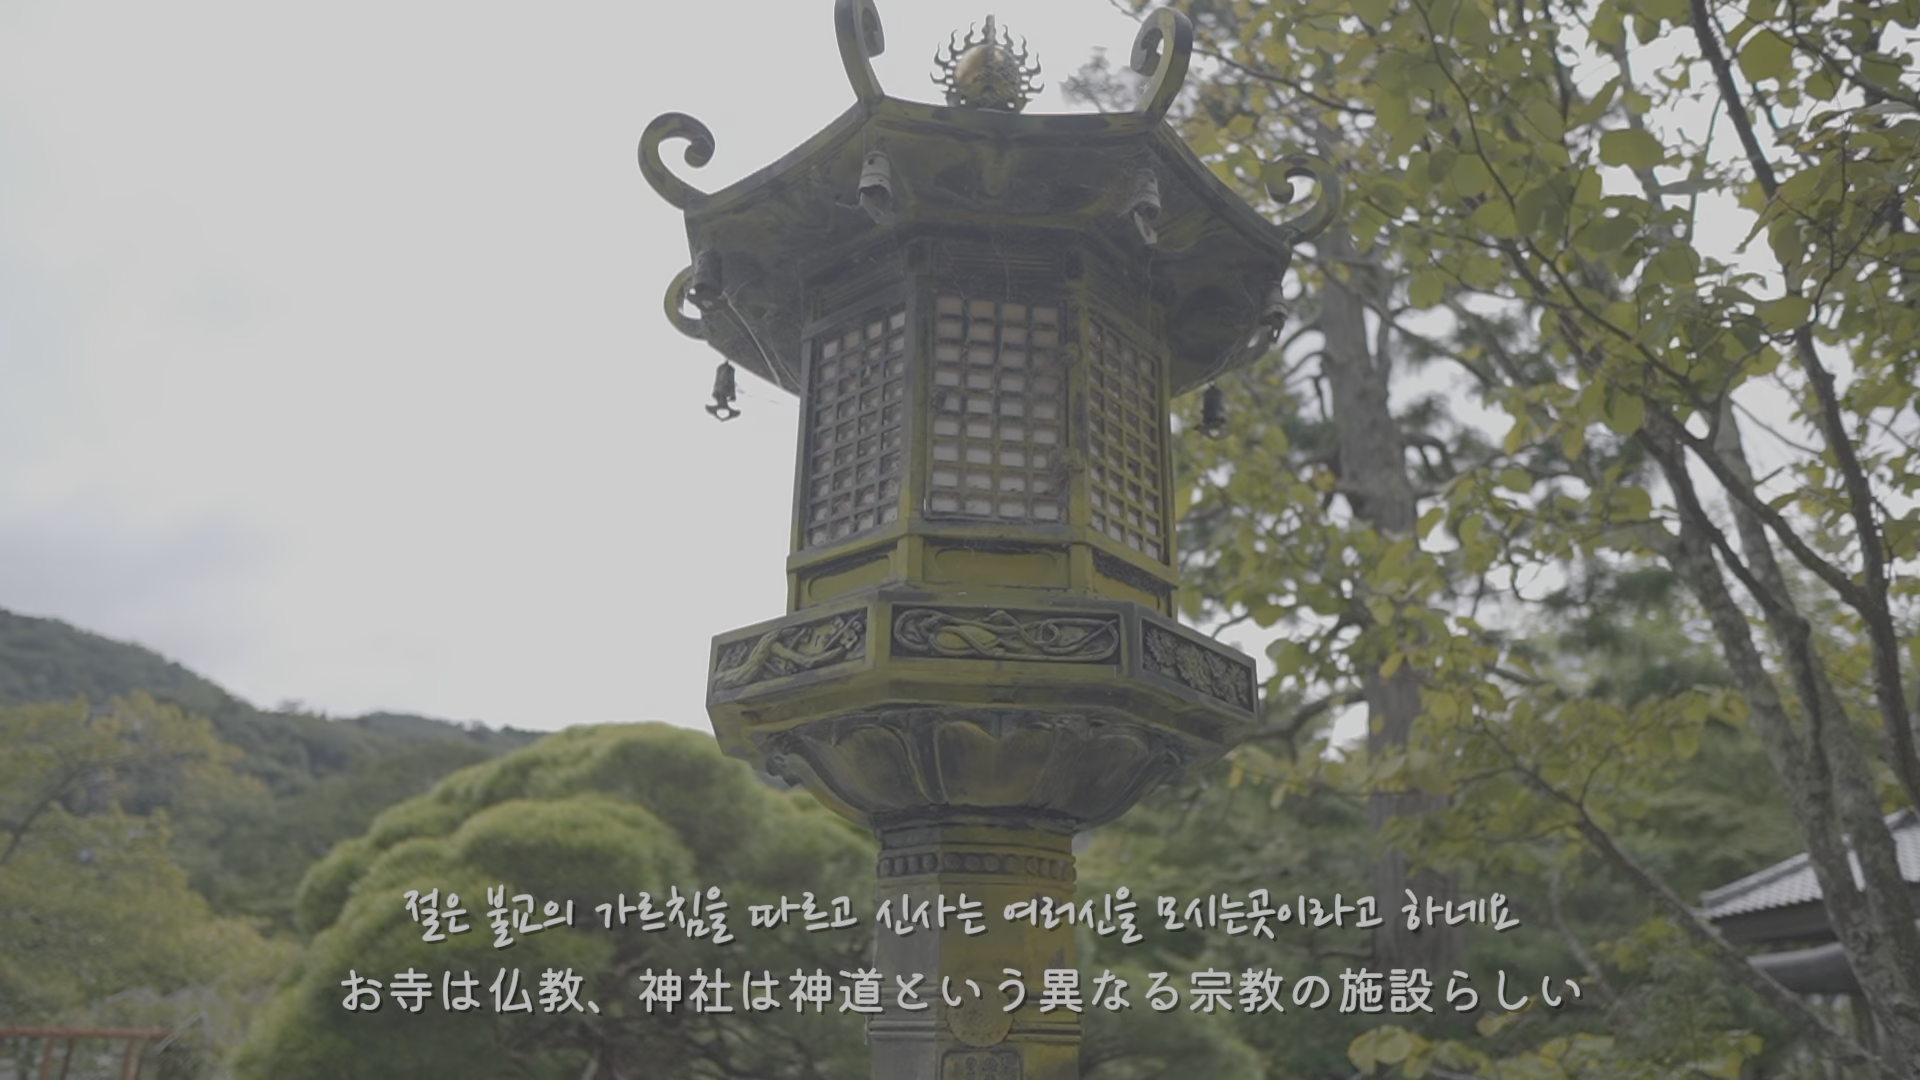 절은 불교의 가르침을 따르고 신사는 여러신을 모시는곳이라고 하네요
お寺は仏教、神社は神道という異なる宗教の施設らしい